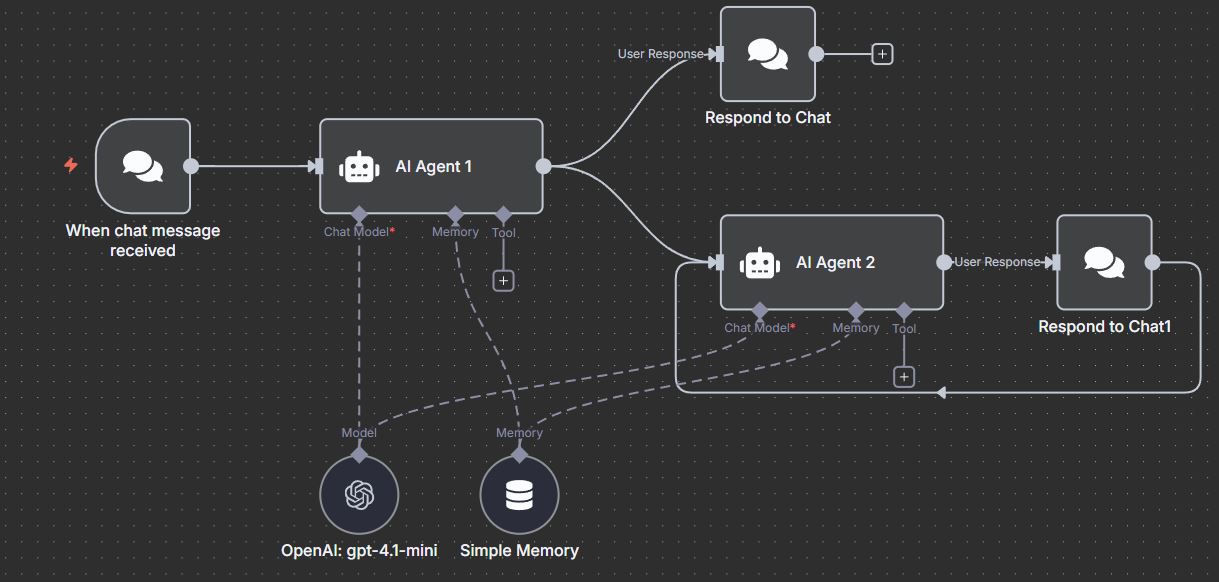 User Response
Respond to Chat
When chat message
received
AI Agent 1
Chat Model*
Memory
Tool
AI Agent 2
Chat Model*
Memory
Tool
User Response
Respond to Chat1
Model
Memory
OpenAI: gpt-4.1-mini
Simple Memory